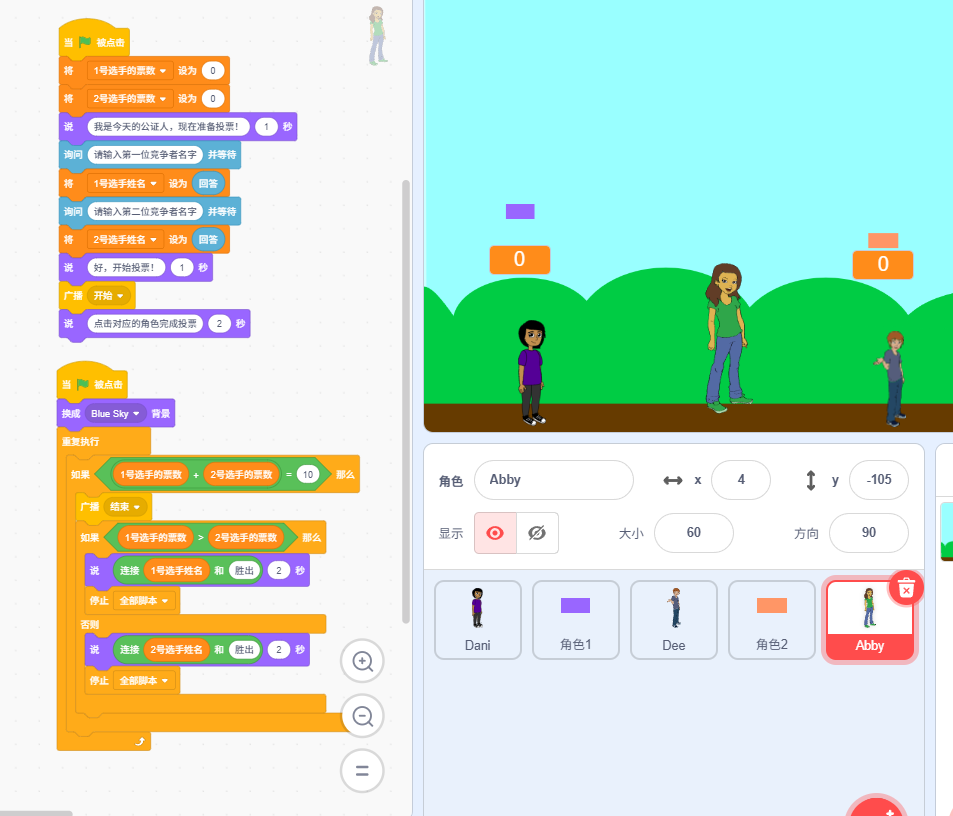 当 被点击
将 1号选手的票数 设为 0
将 2号选手的票数 设为 0
说 我是今天的公证人，现在准备投票！ 1 秒
询问 请输入第一位竞争者名字 并等待
将 1号选手姓名 设为 回答
询问 请输入第二位竞争者名字 并等待
将 2号选手姓名 设为 回答
说 好，开始投票！ 1 秒
广播 开始
说 点击对应的角色完成投票 2 秒
当 被点击
换成 Blue Sky 背景
重复执行
如果 1号选手的票数 + 2号选手的票数 = 10 那么
广播 结束
如果 1号选手的票数 > 2号选手的票数 那么
说 连接 1号选手姓名 和 胜出 2 秒
停止 全部脚本
否则
说 连接 2号选手姓名 和 胜出 2 秒
停止 全部脚本
0
0
角色 Abby x 4 y -105
显示 大小 60 方向 90
Dani 角色1 Dee 角色2 Abby